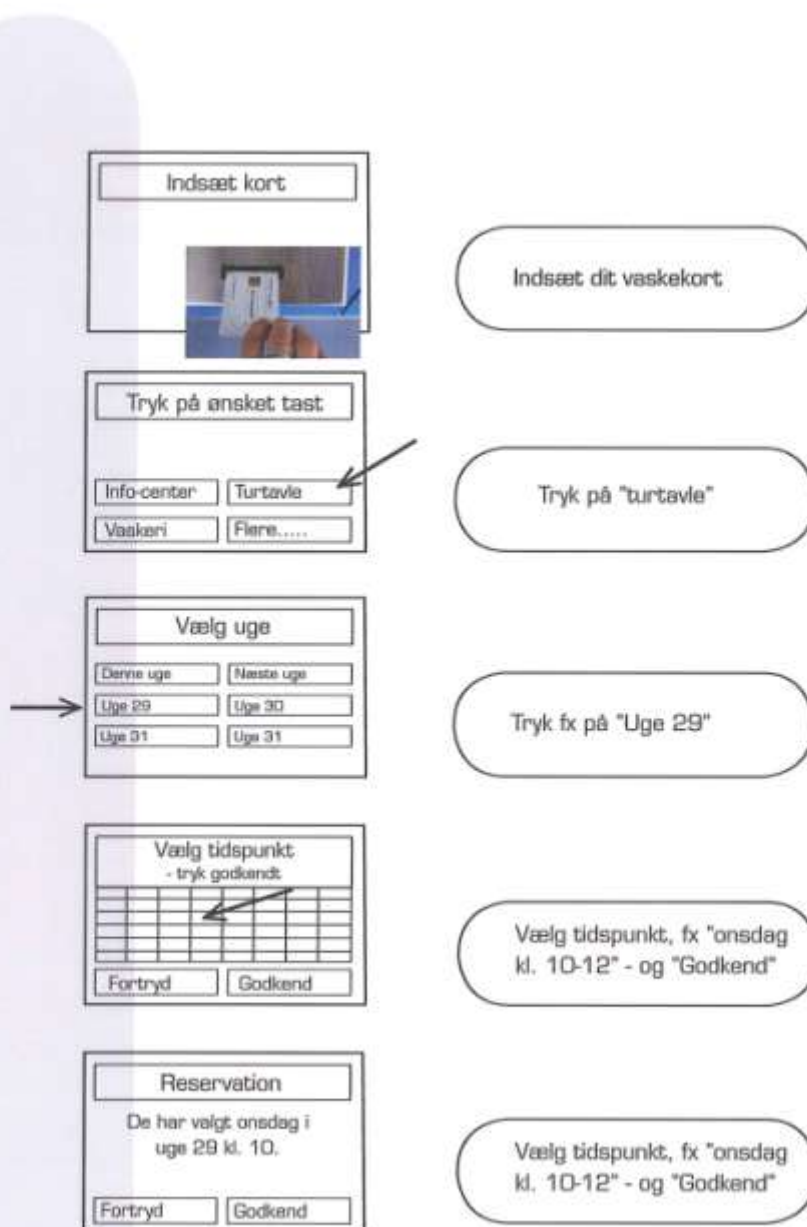 Indsæt kort
Indsæt dit vaskekort
Tryk på ønsket tast
Info-center
Turtavle
Vaskeri
Flere.....
Tryk på "turtavle"
Vælg uge
Denne uge
Næste uge
Uge 29
Uge 30
Uge 31
Uge 31
Tryk fx på "Uge 29"
Vælg tidspunkt
- tryk godkendt
Fortryd
Godkend
Vælg tidspunkt, fx "onsdag
kl. 10-12" - og "Godkend"
Reservation
De har valgt onsdag i
uge 29 kl. 10.
Fortryd
Godkend
Vælg tidspunkt, fx "onsdag
kl. 10-12" - og "Godkend"